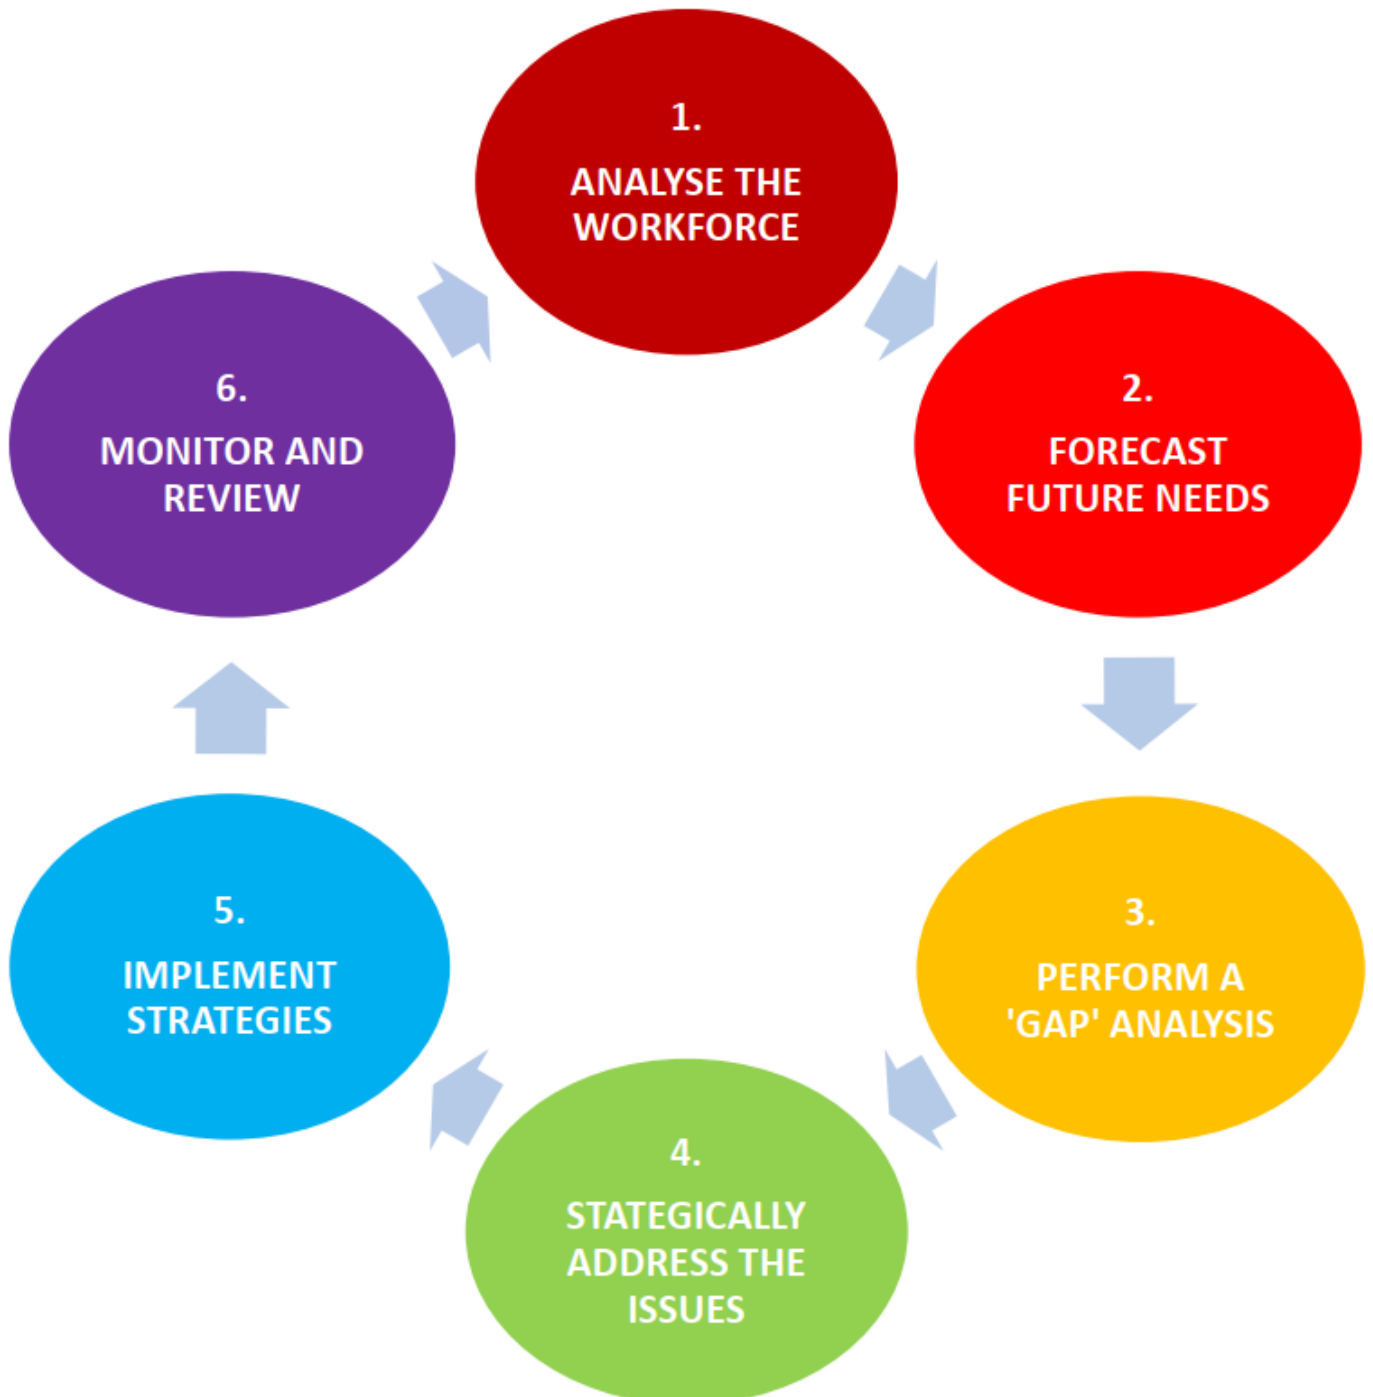 1.
ANALYSE THE
WORKFORCE
2.
FORECAST
FUTURE NEEDS
3.
PERFORM A
'GAP' ANALYSIS
4.
STATEGICALLY
ADDRESS THE
ISSUES
5.
IMPLEMENT
STRATEGIES
6.
MONITOR AND
REVIEW